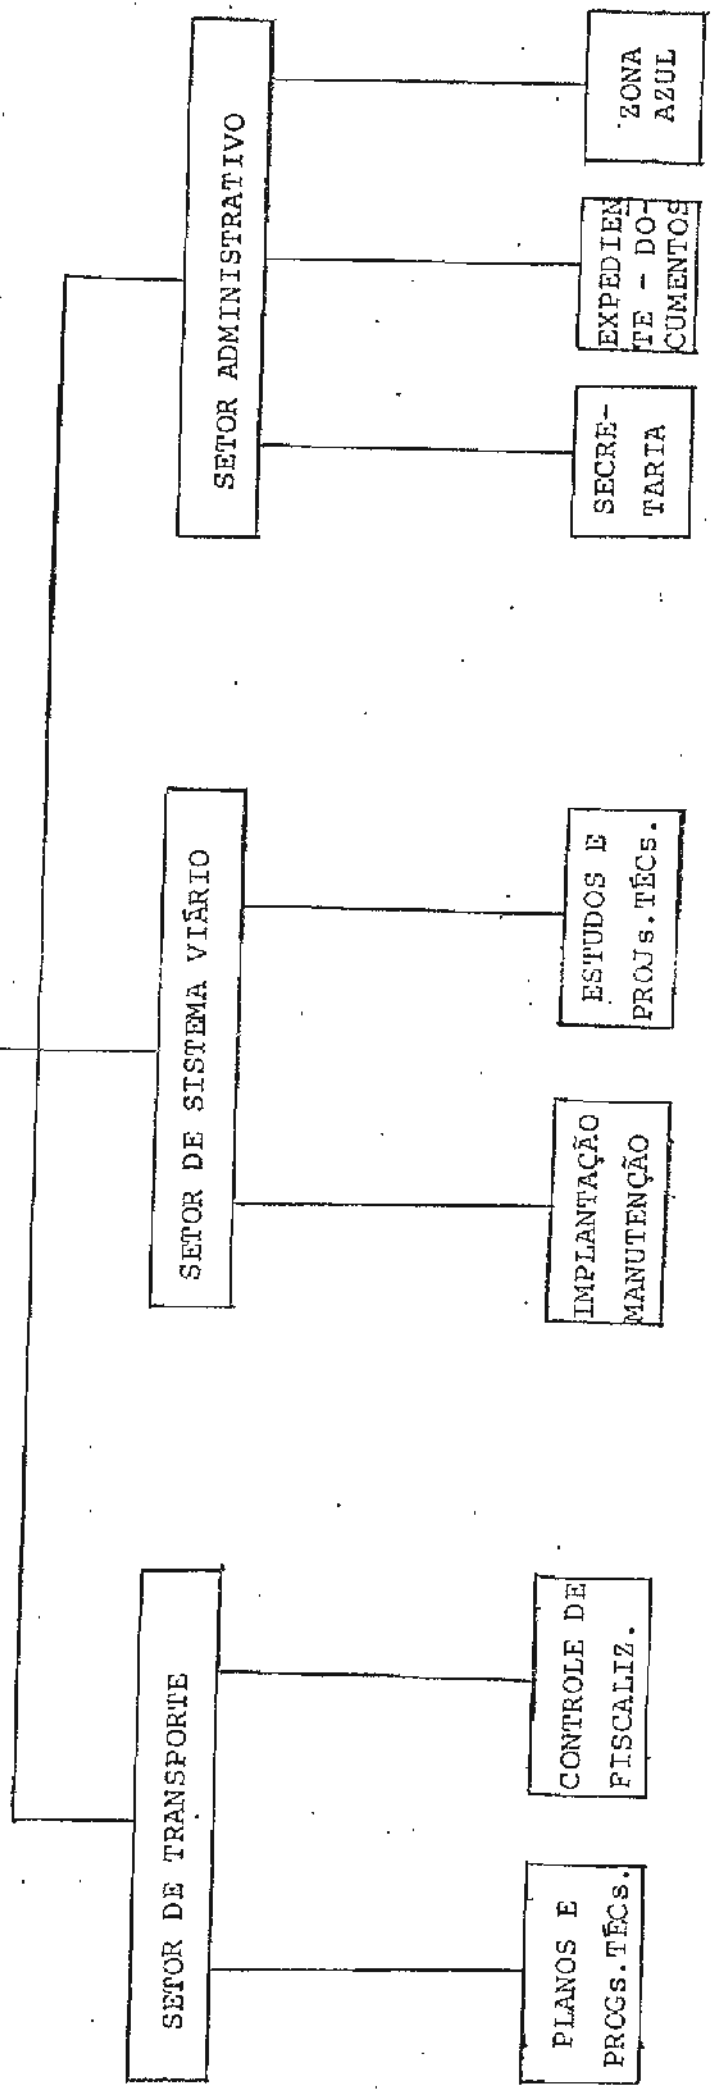 SETOR DE TRANSPORTE
PLANOS E
PROGs.TÉCs.
CONTROLE DE
FISCALIZ.
SETOR DE SISTEMA VIÁRIO
IMPLANTAÇÃO
MANUTENÇÃO
ESTUDOS E
PROJs.TÉCs.
SETOR ADMINISTRATIVO
SECRE-
TARIA
EXPEDIEN
TE - DO-
CUMENTOS
ZONA
AZUL